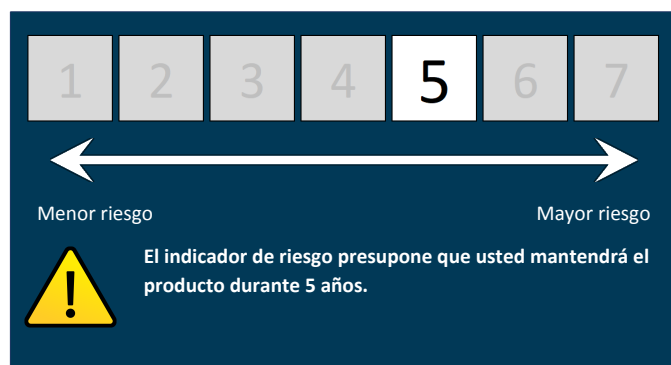 1 2 3 4 5 6 7
Menor riesgo Mayor riesgo
El indicador de riesgo presupone que usted mantendrá el
producto durante 5 años.